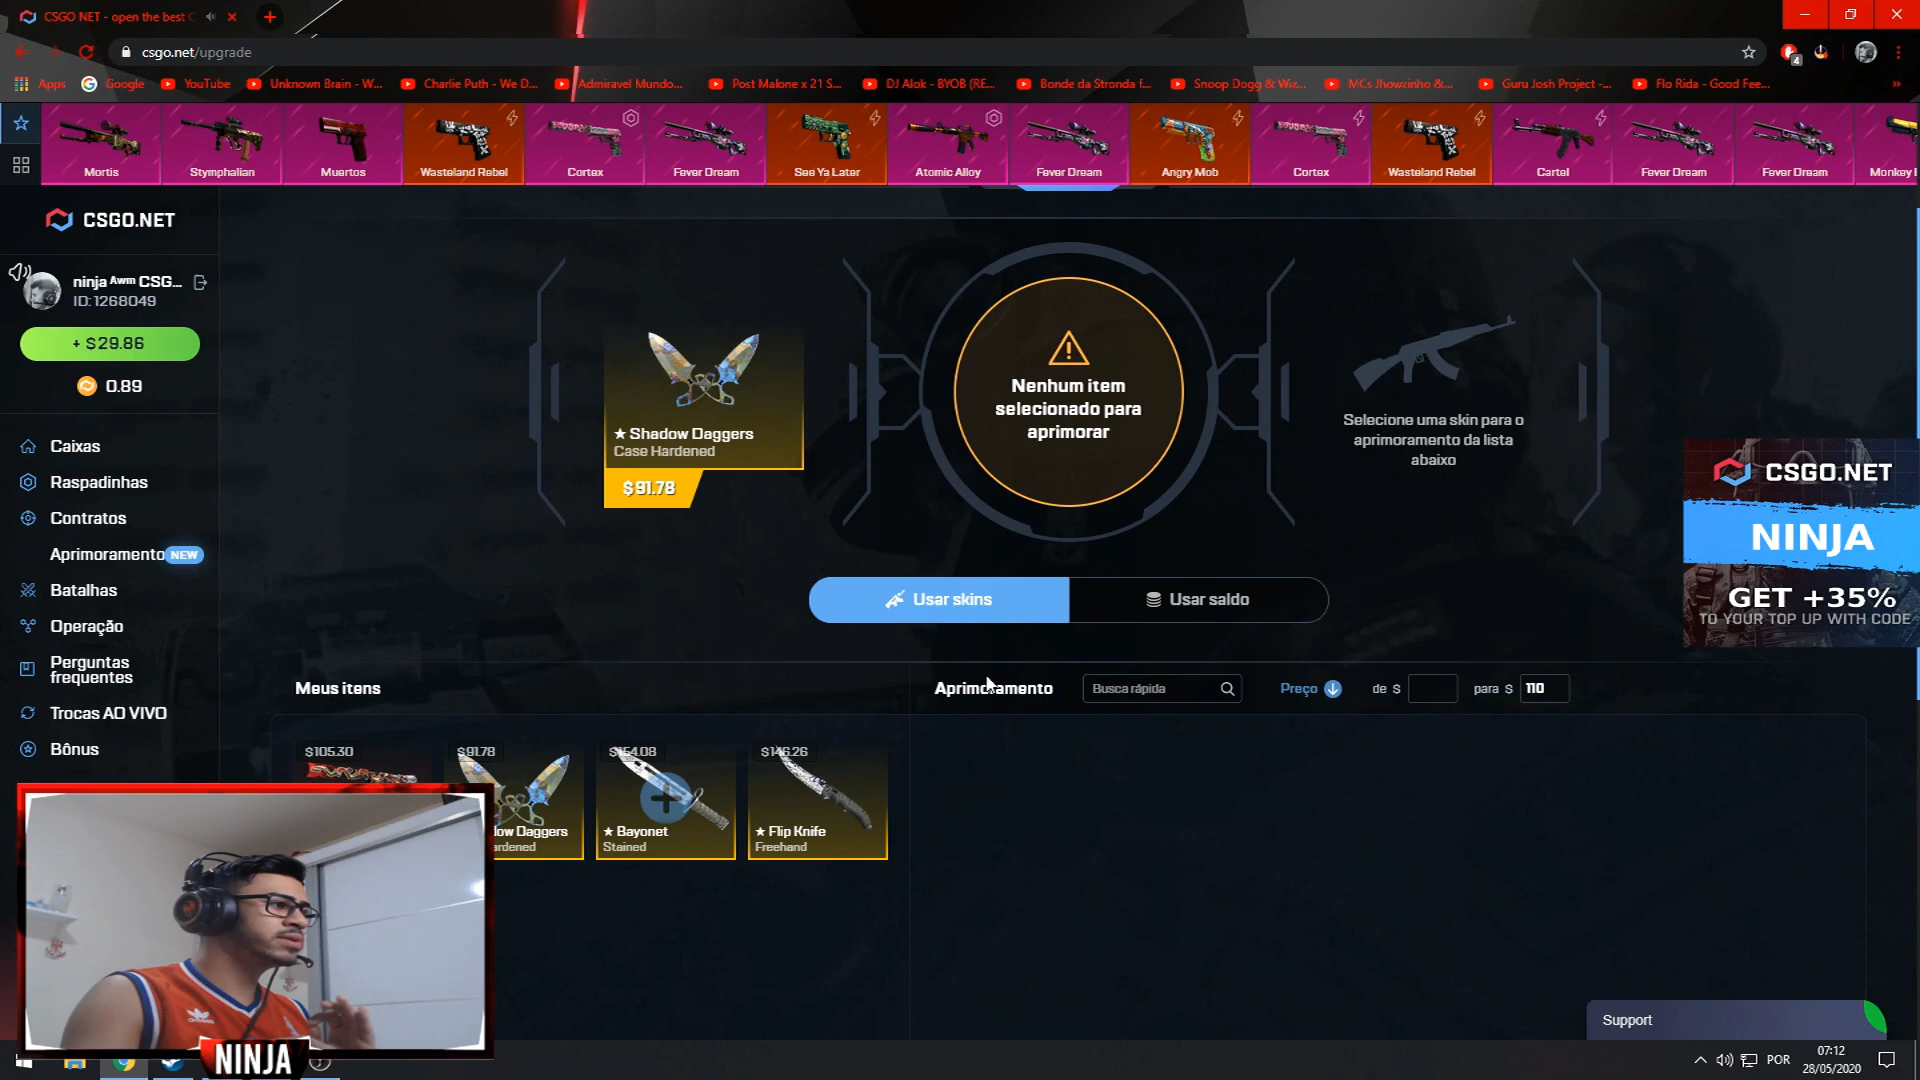 CSGO NET - open the best C
csgo.net/upgrade
4
Apps
Google
YouTube
Unknown Brain - W...
Charlie Puth - We D...
Admiravel Mundo...
Post Malone x 21 S...
DJ Alok - BYOB (RE...
Bonde da Stronda f...
Snoop Dogg & Wiz...
MCs Jhowzinho &...
Guru Josh Project -...
Flo Rida - Good Fee...
»
Mortis
Stymphalian
Muertos
Wasteland Rebel
Cortex
Fever Dream
See Ya Later
Atomic Alloy
Fever Dream
Angry Mob
Cortex
Wasteland Rebel
Cartel
Fever Dream
Fever Dream
Monkey
CSGO.NET
ninja ᴬʷᵐ CSG...
ID:1268049
+ $29.86
0.89
Caixas
Raspadinhas
Contratos
Aprimoramento NEW
Batalhas
Operação
Perguntas
frequentes
Trocas AO VIVO
Bônus
★ Shadow Daggers
Case Hardened
$91.78
Nenhum item
selecionado para
aprimorar
Selecione uma skin para o
aprimoramento da lista
abaixo
Usar skins
Usar saldo
CSGO.NET
NINJA
GET +35%
TO YOUR TOP UP WITH CODE
Meus itens
Aprimoramento
Busca rápida
Preço
de $
para $ 110
$105.30
$91.78
low Daggers
ardened
$154.08
★ Bayonet
Stained
$146.26
★ Flip Knife
Freehand
NINJA
Support
POR
07:12
28/05/2020